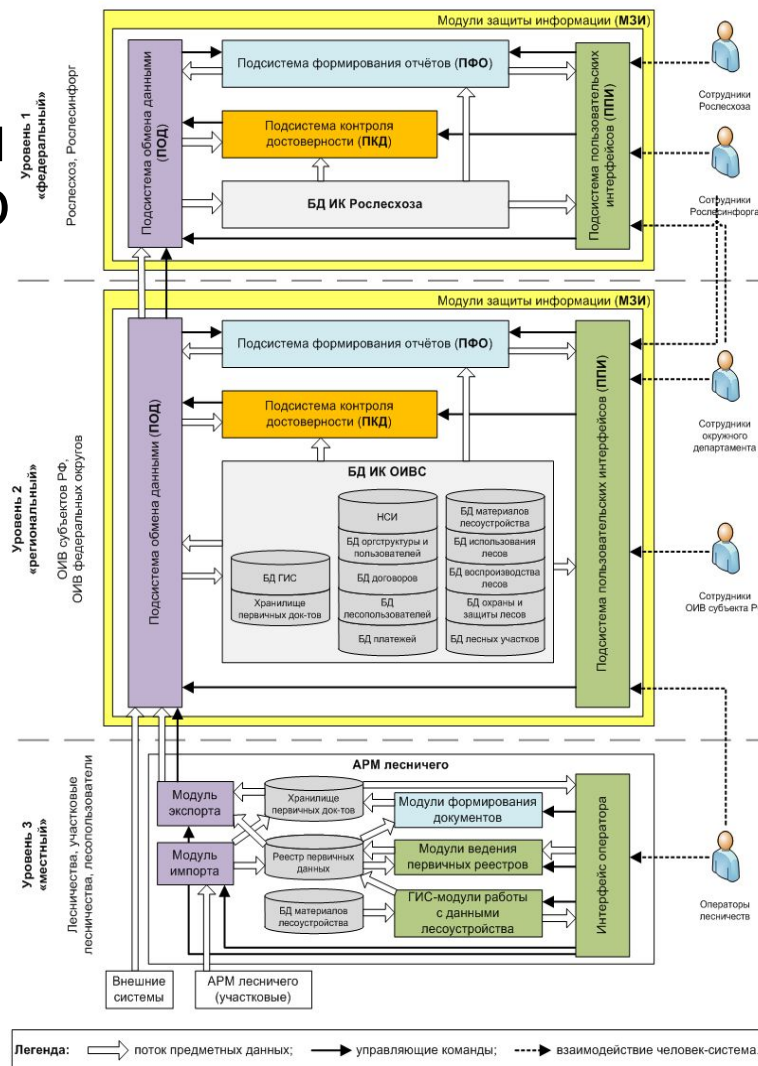 Модули защиты информации (МЗИ)
Уровень 1
«федеральный»
Рослесхоз, Рослесинфорг
Подсистема обмена данными
(ПОД)
Подсистема формирования отчётов (ПФО)
Подсистема контроля
достоверности (ПКД)
БД ИК Рослесхоза
Подсистема пользовательских
интерфейсов (ППИ)
Сотрудники
Рослесхоза
Сотрудники
Рослесинфорга
Модули защиты информации (МЗИ)
Уровень 2
«региональный»
ОИВ субъектов РФ,
ОИВ федеральных округов
Подсистема обмена данными (ПОД)
Подсистема формирования отчётов (ПФО)
Подсистема контроля
достоверности (ПКД)
БД ИК ОИВС
БД ГИС
Хранилище
первичных док-тов
НСИ
БД оргструктуры и
пользователей
БД договоров
БД
лесопользователей
БД платежей
БД материалов
лесоустройства
БД использования
лесов
БД воспроизводства
лесов
БД охраны и
защиты лесов
БД лесных участков
Подсистема пользовательских интерфейсов (ППИ)
Сотрудники
окружного
департамента
Сотрудники
ОИВ субъекта РФ
Уровень 3
«местный»
Лесничества, участковые
лесничества, лесопользователи
АРМ лесничего
Модуль
экспорта
Модуль
импорта
Хранилище
первичных док-тов
Реестр первичных
данных
БД материалов
лесоустройства
Модули формирования
документов
Модули ведения
первичных реестров
ГИС-модули работы
с данными
лесоустройства
Интерфейс оператора
Операторы
лесничеств
Внешние
системы
АРМ лесничего
(участковые)
Легенда: поток предметных данных; управляющие команды; взаимодействие человек-система.